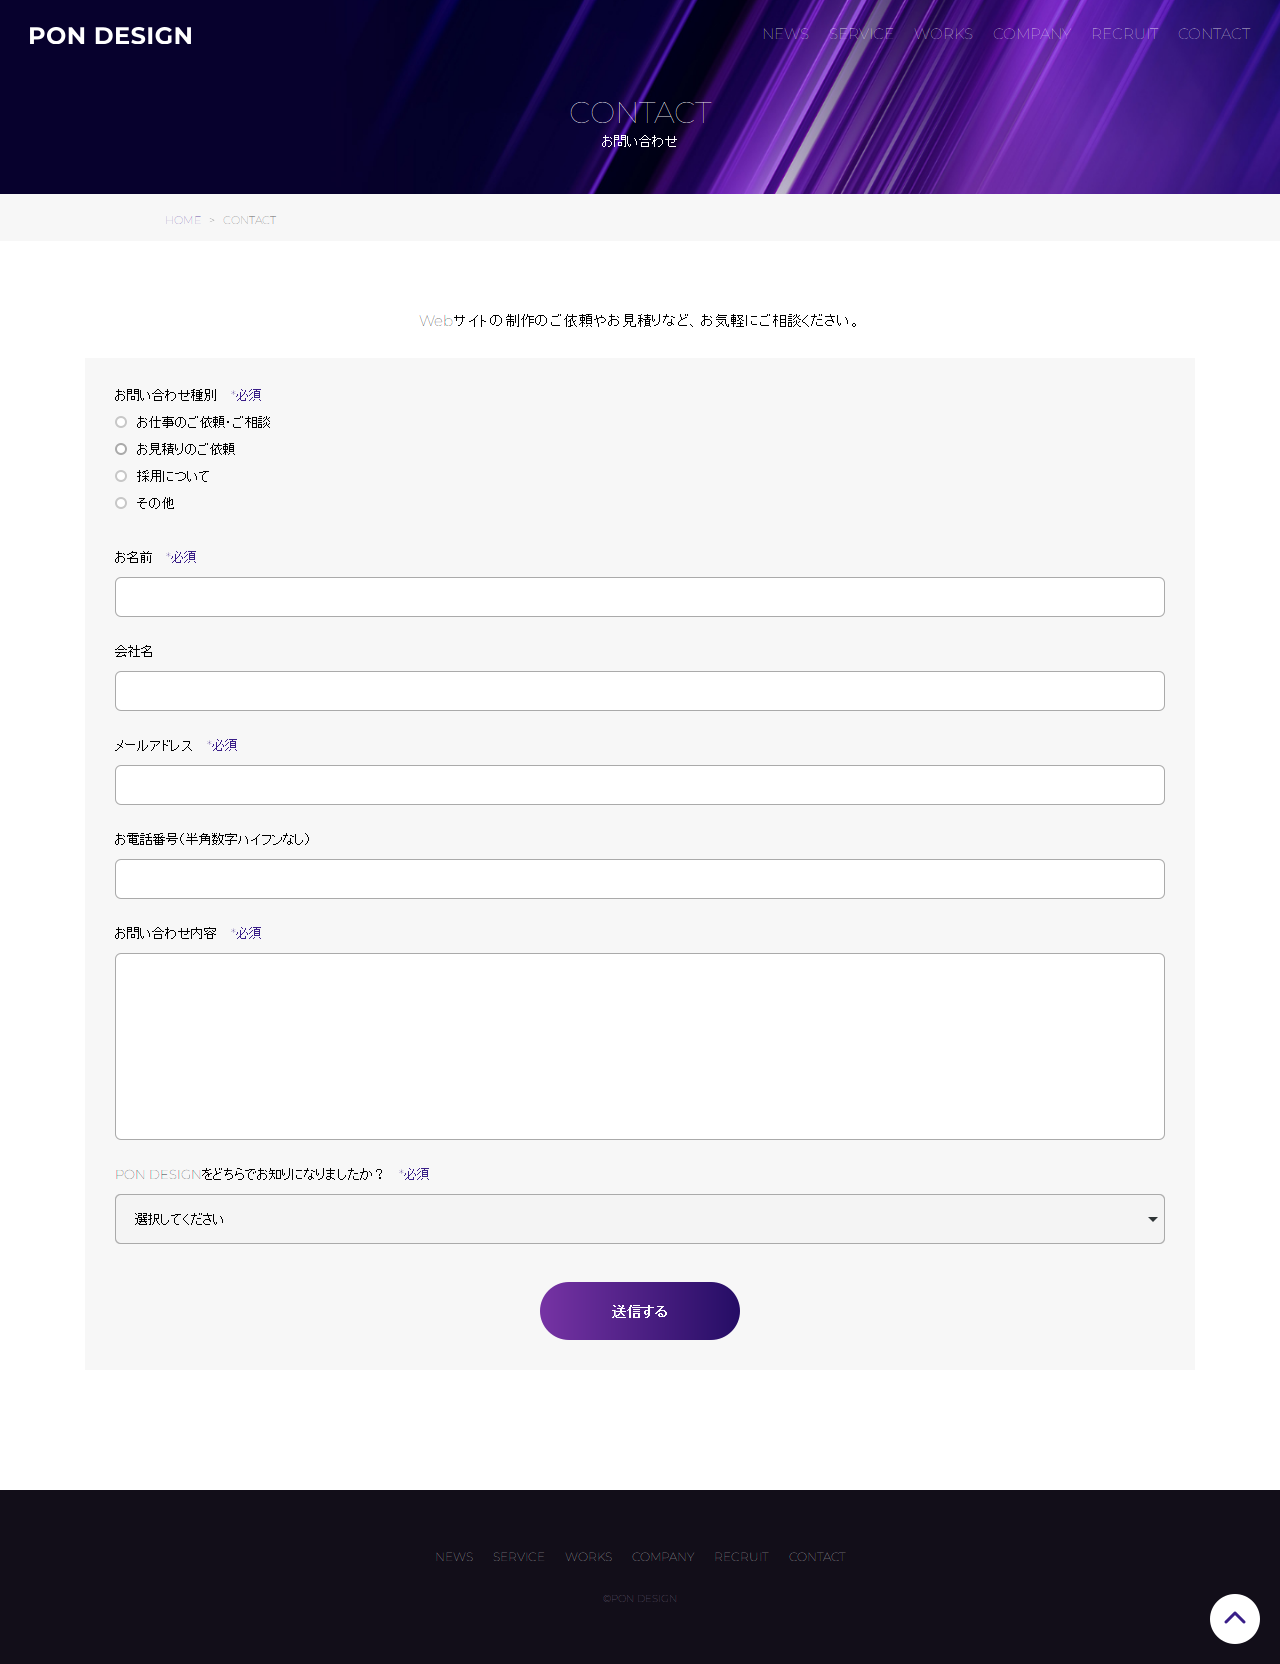 PON DESIGN
NEWS SERVICE WORKS COMPANY RECRUIT CONTACT
CONTACT
お問い合わせ
HOME > CONTACT
Webサイトの制作のご依頼やお見積りなど、お気軽にご相談ください。
お問い合わせ種別 *必須
お仕事のご依頼・ご相談
お見積りのご依頼
採用について
その他
お名前 *必須
会社名
メールアドレス *必須
お電話番号（半角数字ハイフンなし）
お問い合わせ内容 *必須
PON DESIGNをどちらでお知りになりましたか？ *必須
選択してください
送信する
NEWS SERVICE WORKS COMPANY RECRUIT CONTACT
©PON DESIGN